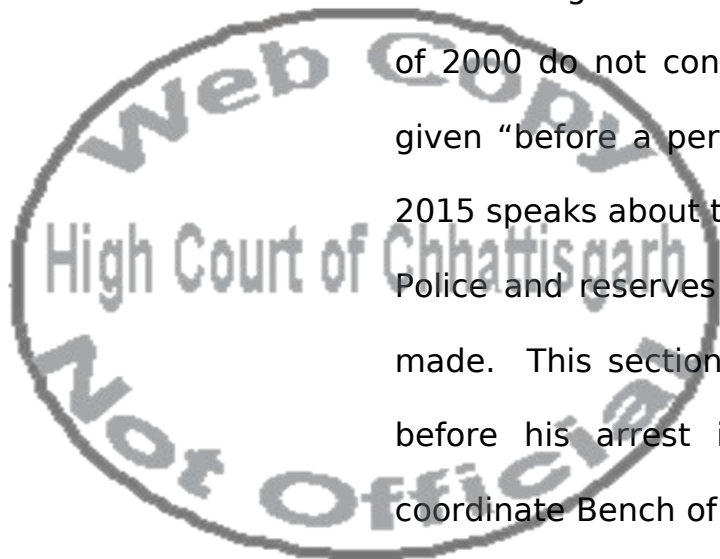 of 2000 do not con
given “before a per
2015 speaks about t
Police and reserves
made. This section
before his arrest i
coordinate Bench of
Web Copy
High Court of Chhattisgarh
Not Official